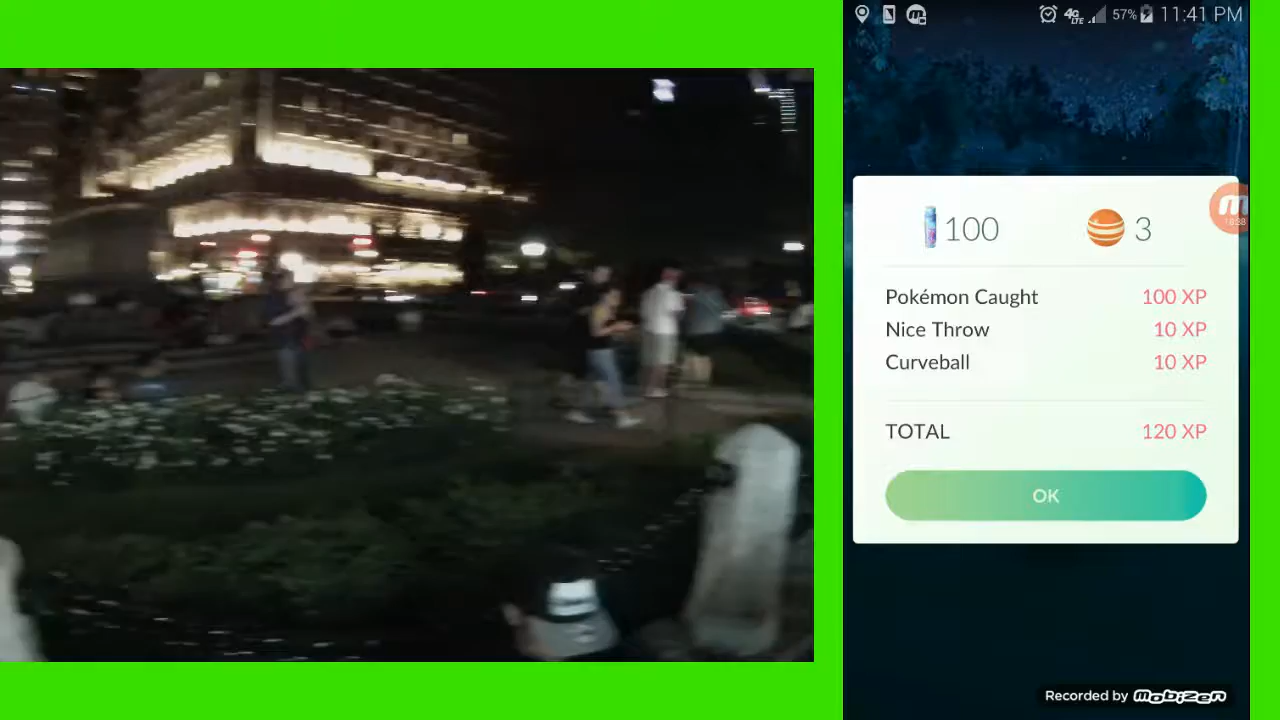 57% 11:41 PM
100 3
Pokémon Caught 100 XP
Nice Throw 10 XP
Curveball 10 XP
TOTAL 120 XP
OK
Recorded by mobizen